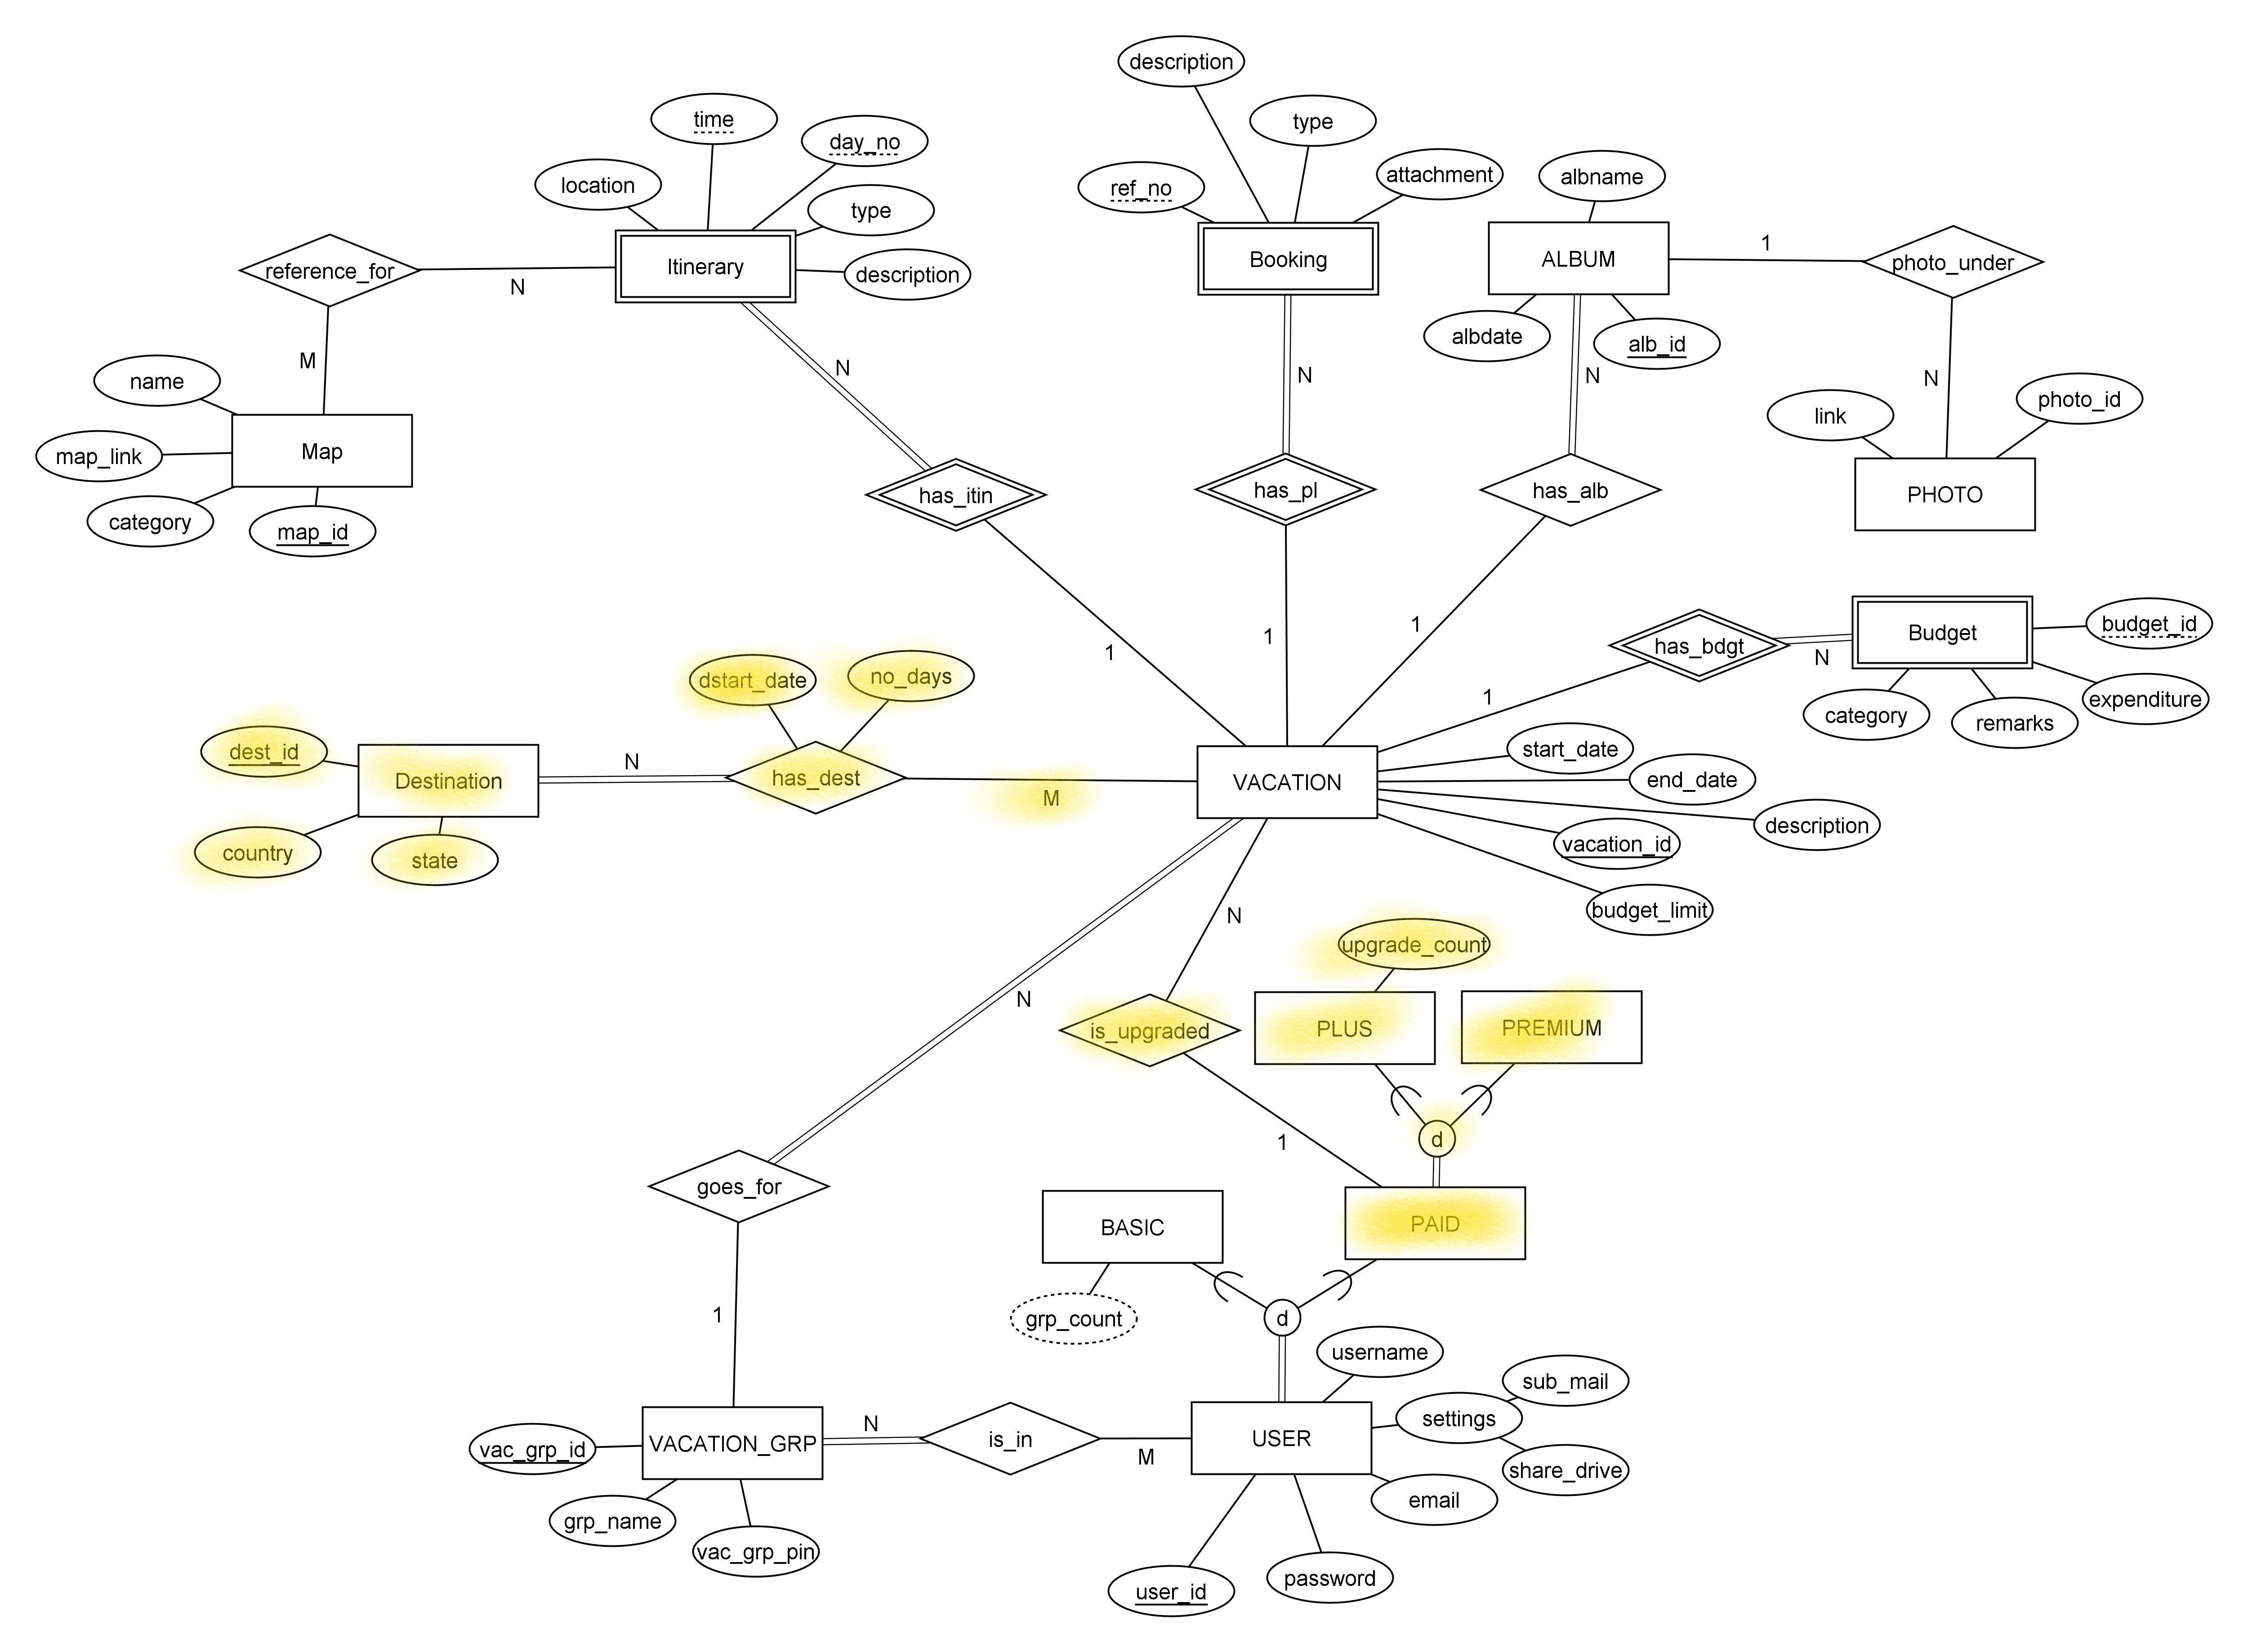 description
time
type
day_no
location
ref_no
attachment
albname
type
Itinerary
Booking
ALBUM
1
photo_under
reference_for
N
description
albdate
alb_id
M
N
N
N
N
name
link
photo_id
Map
map_link
category
map_id
has_itin
has_pl
has_alb
PHOTO
1
1
1
has_bdgt
N
Budget
budget_id
1
expenditure
category
remarks
dstart_date
no_days
dest_id
Destination
N
has_dest
M
VACATION
start_date
end_date
description
vacation_id
budget_limit
country
state
N
upgrade_count
N
is_upgraded
PLUS
PREMIUM
1
d
goes_for
BASIC
PAID
grp_count
d
1
username
sub_mail
settings
share_drive
vac_grp_id
VACATION_GRP
N
is_in
M
USER
email
grp_name
vac_grp_pin
user_id
password